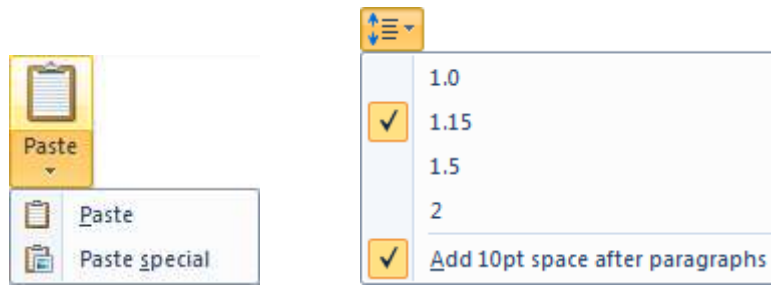 Paste
Paste
Paste special
1.0
1.15
1.5
2
Add 10pt space after paragraphs